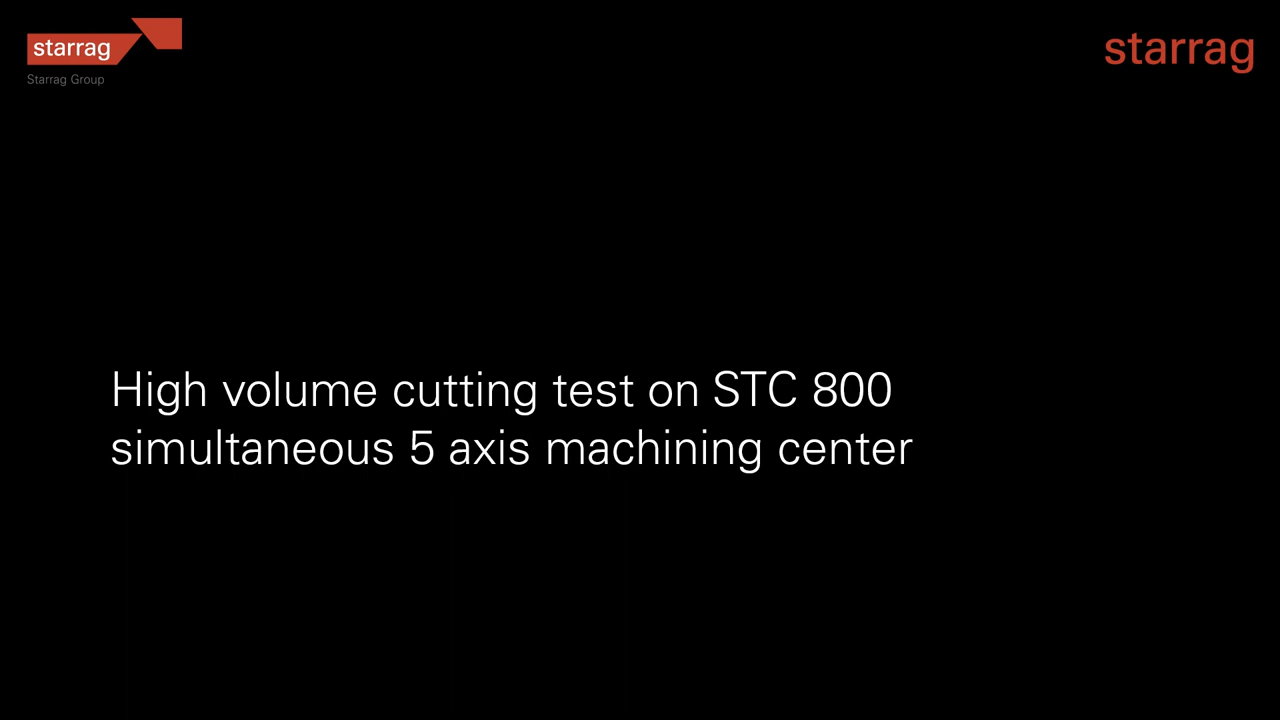 starrag
Starrag Group
starrag
High volume cutting test on STC 800
simultaneous 5 axis machining center